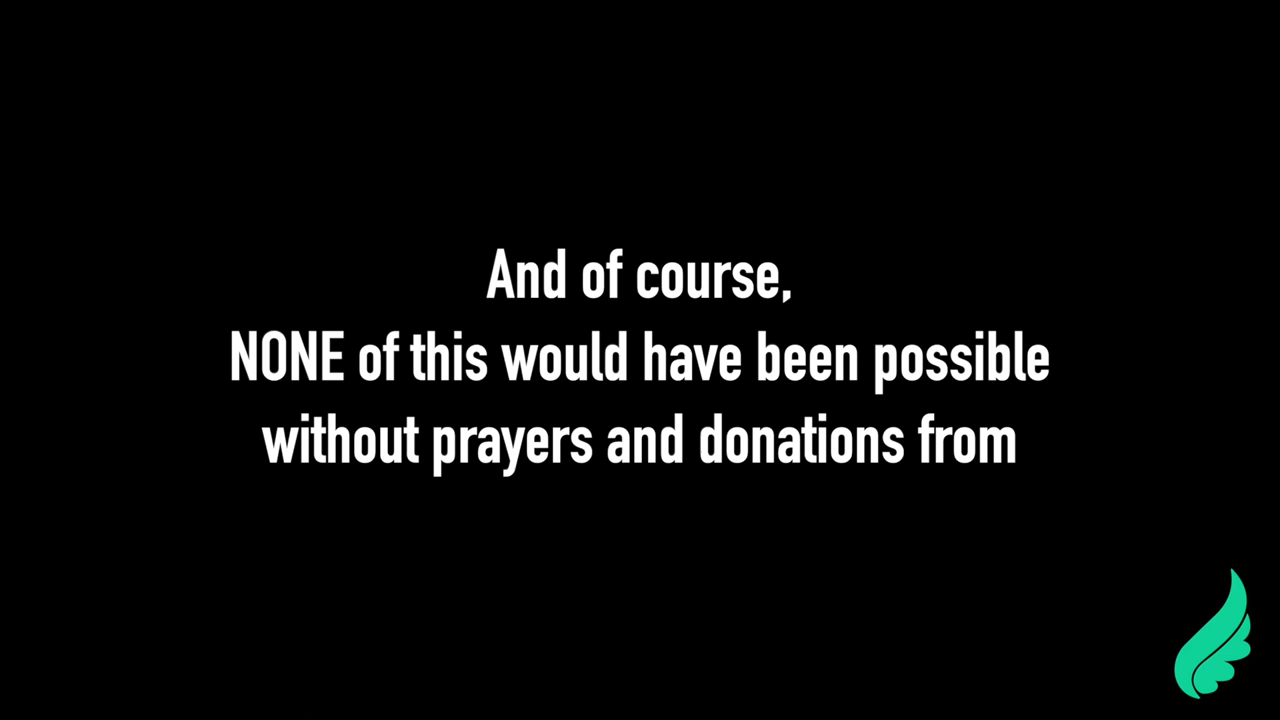 And of course,
NONE of this would have been possible
without prayers and donations from